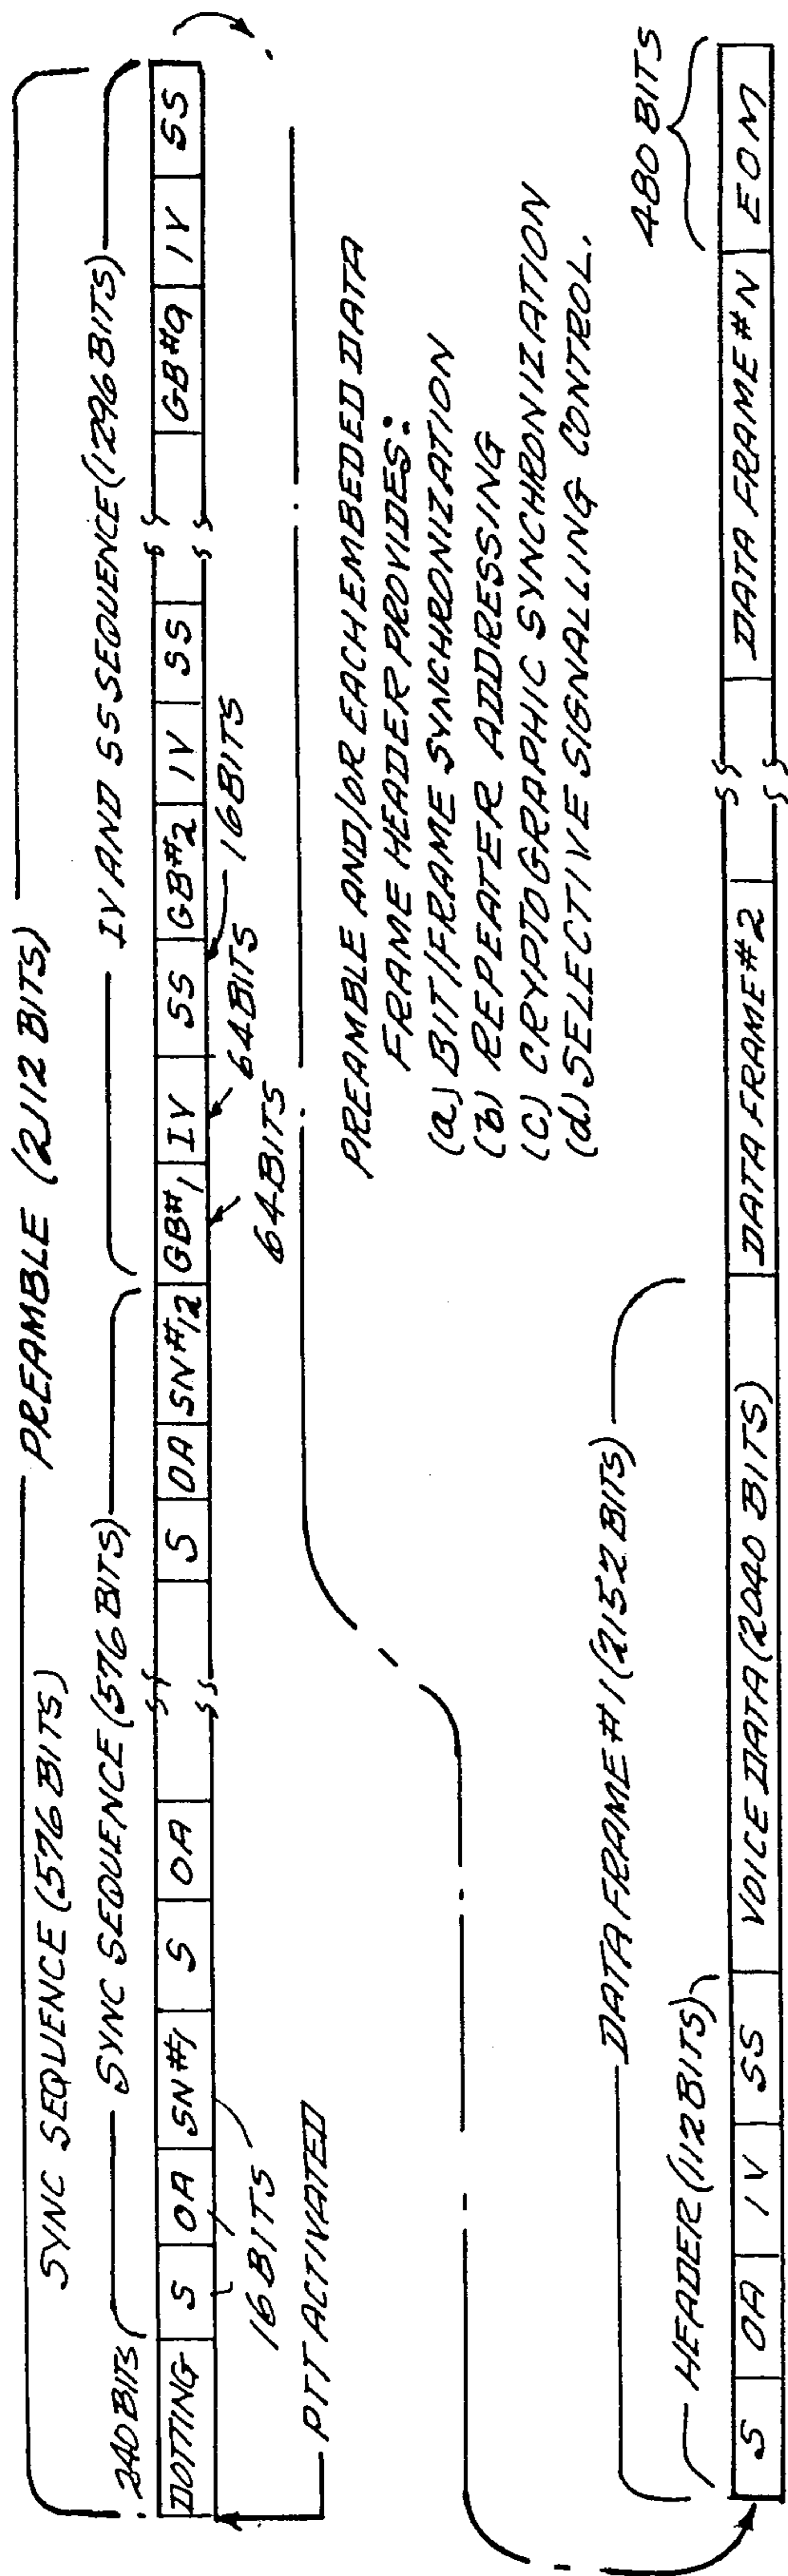 PREAMBLE (2112 BITS)
SYNC SEQUENCE (576 BITS)
SYNC SEQUENCE (576 BITS)
IV AND SS SEQUENCE (1296 BITS)
240 BITS
DOTTING S OA SN#1 S OA S OA SN#12 GB#1 IV SS GB#2 IV SS GB#9 IV SS
16 BITS
64 BITS
64 BITS
16 BITS
PTT ACTIVATED
PREAMBLE AND/OR EACH EMBEDED DATA
FRAME HEADER PROVIDES:
(a) BIT/FRAME SYNCHRONIZATION
(b) REPEATER ADDRESSING
(c) CRYPTOGRAPHIC SYNCHRONIZATION
(d) SELECTIVE SIGNALLING CONTROL.
DATA FRAME #1 (2152 BITS)
HEADER (112 BITS)
480 BITS
S OA IV SS VOICE DATA (2040 BITS) DATA FRAME #2 DATA FRAME #N EOM